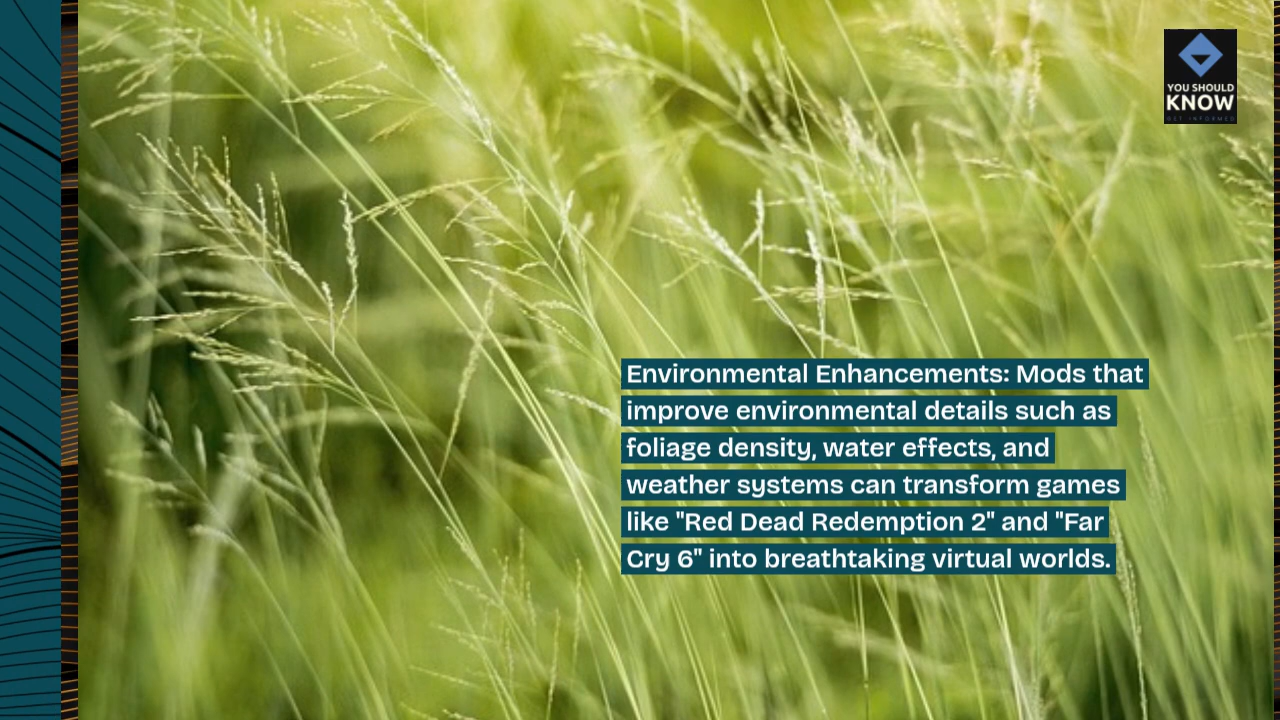 YOU SHOULD
KNOW
GET INFORMED
Environmental Enhancements: Mods that
improve environmental details such as
foliage density, water effects, and
weather systems can transform games
like "Red Dead Redemption 2" and "Far
Cry 6" into breathtaking virtual worlds.